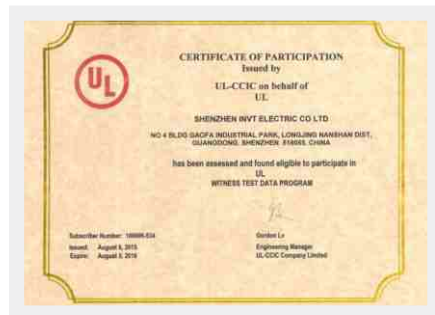 UL
CERTIFICATE OF PARTICIPATION
Issued by
UL-CCIC on behalf of
UL
SHENZHEN INVT ELECTRIC CO LTD
NO 4 BLDG GAOFA INDUSTRIAL PARK, LONGJING NANSHAN DIST,
GUANGDONG, SHENZHEN CHINA
has been assessed and found eligible to participate in
UL
WITNESS TEST DATA PROGRAM
Subscriber Number:
Gordon Lv
Issued: August 6, 2015
Engineering Manager
Expire: August
UL-CCIC Company Limited